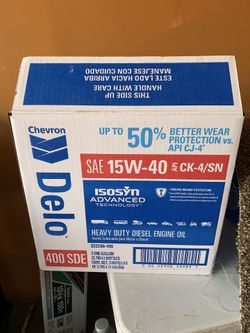 MANEJESE CON CUIDADO
ESTE LADO HACIA ARRIBA
HANDLE WITH CARE
THIS SIDE UP
Chevron
Delo
400 SDE
UP TO 50% BETTER WEAR
PROTECTION vs.
API CJ-4*
SAE 15W-40 API CK-4/SN
ISOSYN
ADVANCED
TECHNOLOGY
HEAVY DUTY DIESEL ENGINE OIL